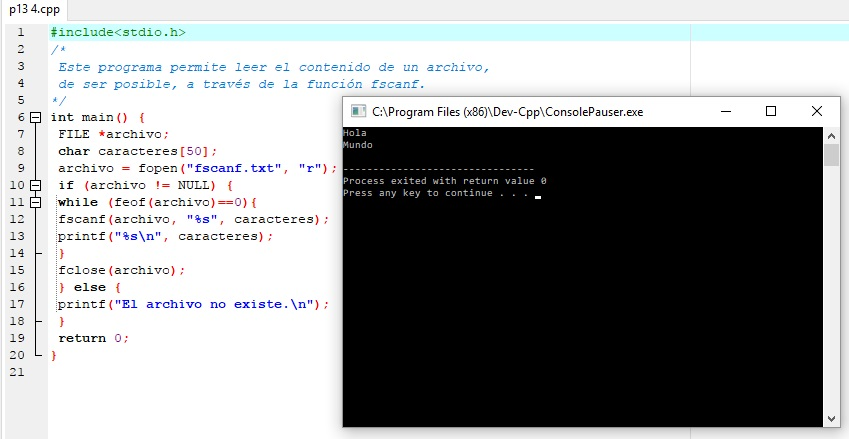 p13 4.cpp
1 #include<stdio.h>
2 /*
3 Este programa permite leer el contenido de un archivo,
4 de ser posible, a través de la función fscanf.
5 */
6 int main() {
7 FILE *archivo;
8 char caracteres[50];
9 archivo = fopen("fscanf.txt", "r");
10 if (archivo != NULL) {
11 while (feof(archivo)==0){
12 fscanf(archivo, "%s", caracteres);
13 printf("%s\n", caracteres);
14 }
15 fclose(archivo);
16 } else {
17 printf("El archivo no existe.\n");
18 }
19 return 0;
20 }
21
C:\Program Files (x86)\Dev-Cpp\ConsolePauser.exe
Hola
Mundo
--------------------------------
Process exited with return value 0
Press any key to continue . . .